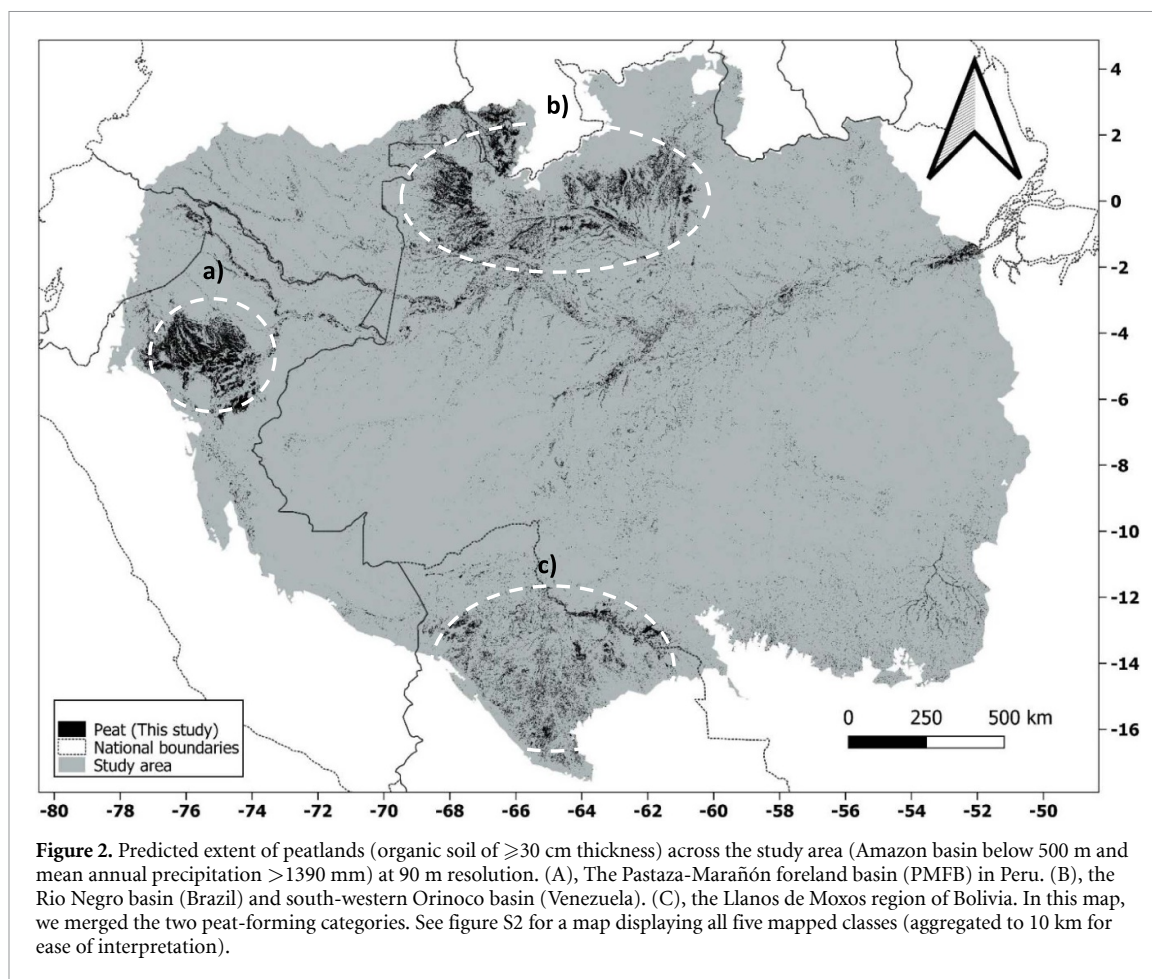 b)
a)
c)
4
2
0
-2
-4
-6
-8
-10
-12
-14
-16
0 250 500 km
Peat (This study)
National boundaries
Study area
-80 -78 -76 -74 -72 -70 -68 -66 -64 -62 -60 -58 -56 -54 -52 -50
Figure 2. Predicted extent of peatlands (organic soil of ⩾30 cm thickness) across the study area (Amazon basin below 500 m and
mean annual precipitation >1390 mm) at 90 m resolution. (A), The Pastaza-Marañón foreland basin (PMFB) in Peru. (B), the
Rio Negro basin (Brazil) and south-western Orinoco basin (Venezuela). (C), the Llanos de Moxos region of Bolivia. In this map,
we merged the two peat-forming categories. See figure S2 for a map displaying all five mapped classes (aggregated to 10 km for
ease of interpretation).